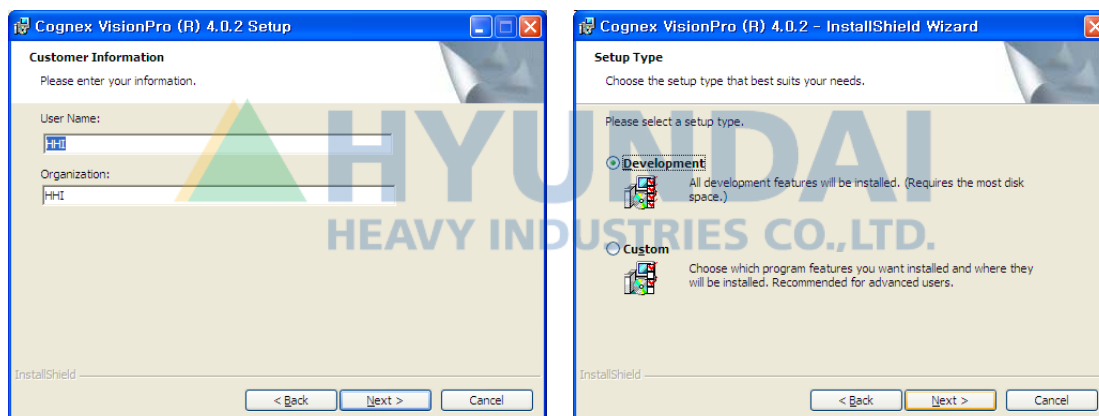 Cognex VisionPro (R) 4.0.2 Setup
Customer Information
Please enter your information.
User Name:
HHI
Organization:
HHI
InstallShield
< Back
Next >
Cancel
Cognex VisionPro (R) 4.0.2 - InstallShield Wizard
Setup Type
Choose the setup type that best suits your needs.
Please select a setup type.
Development
All development features will be installed. (Requires the most disk
space.)
Custom
Choose which program features you want installed and where they
will be installed. Recommended for advanced users.
InstallShield
< Back
Next >
Cancel
HYUNDAI
HEAVY INDUSTRIES CO.,LTD.